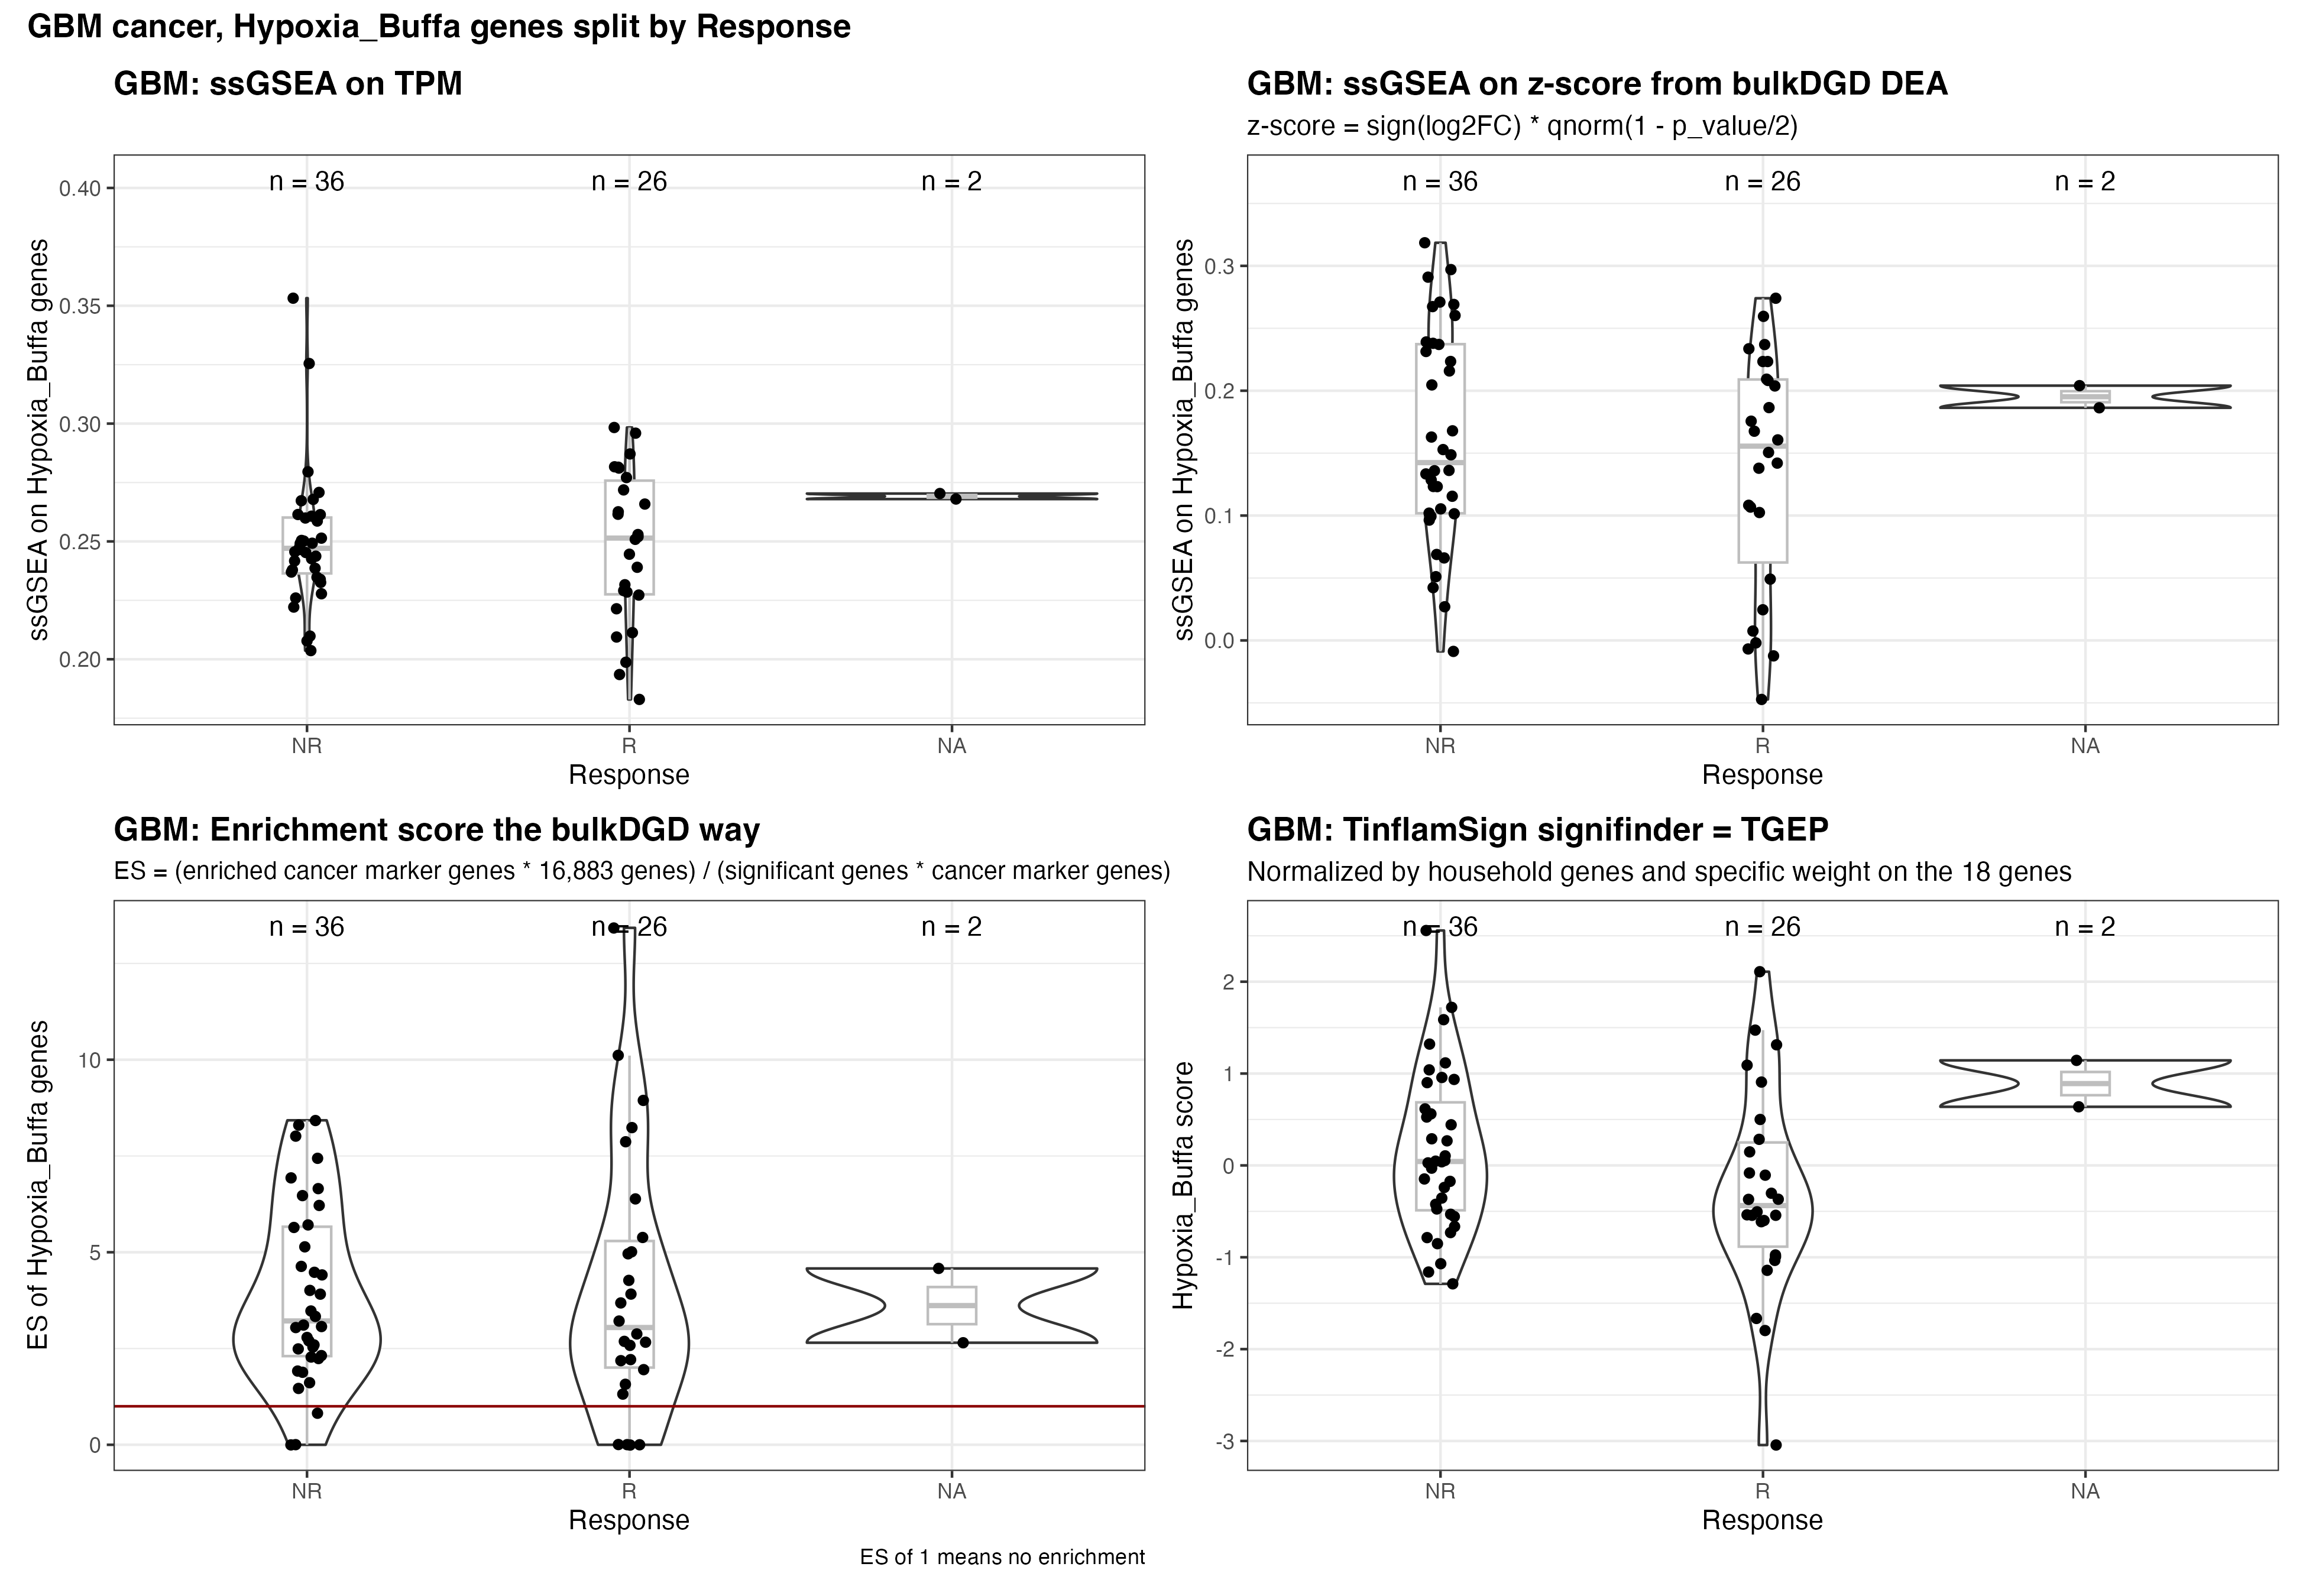 GBM cancer, Hypoxia_Buffa genes split by Response
GBM: ssGSEA on TPM
ssGSEA on Hypoxia_Buffa genes
0.40
0.35
0.30
0.25
0.20
n = 36
n = 26
n = 2
NR
R
NA
Response
GBM: ssGSEA on z-score from bulkDGD DEA
z-score = sign(log2FC) * qnorm(1 - p_value/2)
ssGSEA on Hypoxia_Buffa genes
0.3
0.2
0.1
0.0
n = 36
n = 26
n = 2
NR
R
NA
Response
GBM: Enrichment score the bulkDGD way
ES = (enriched cancer marker genes * 16,883 genes) / (significant genes * cancer marker genes)
ES of Hypoxia_Buffa genes
10
5
0
n = 36
n = 26
n = 2
NR
R
NA
Response
ES of 1 means no enrichment
GBM: TinflamSign signifinder = TGEP
Normalized by household genes and specific weight on the 18 genes
Hypoxia_Buffa score
2
1
0
-1
-2
-3
n = 36
n = 26
n = 2
NR
R
NA
Response